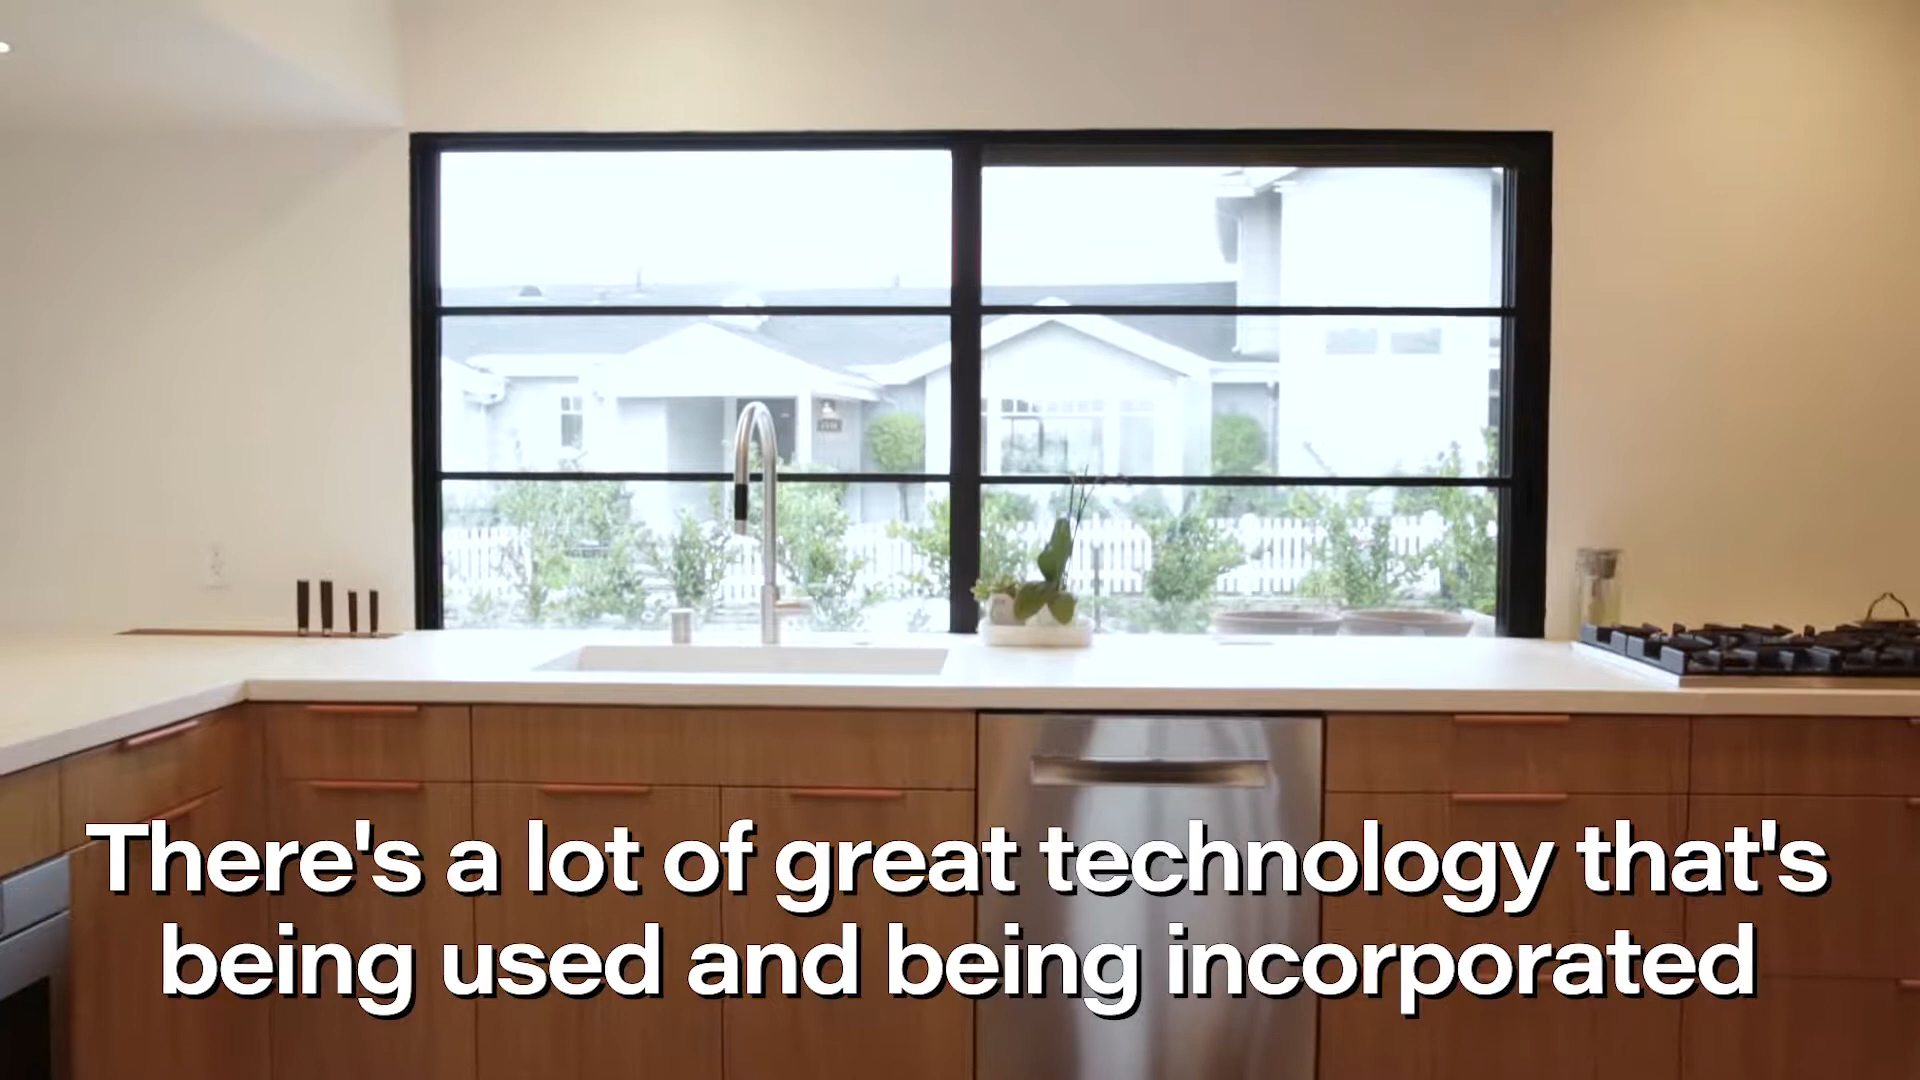 There's a lot of great technology that's
being used and being incorporated